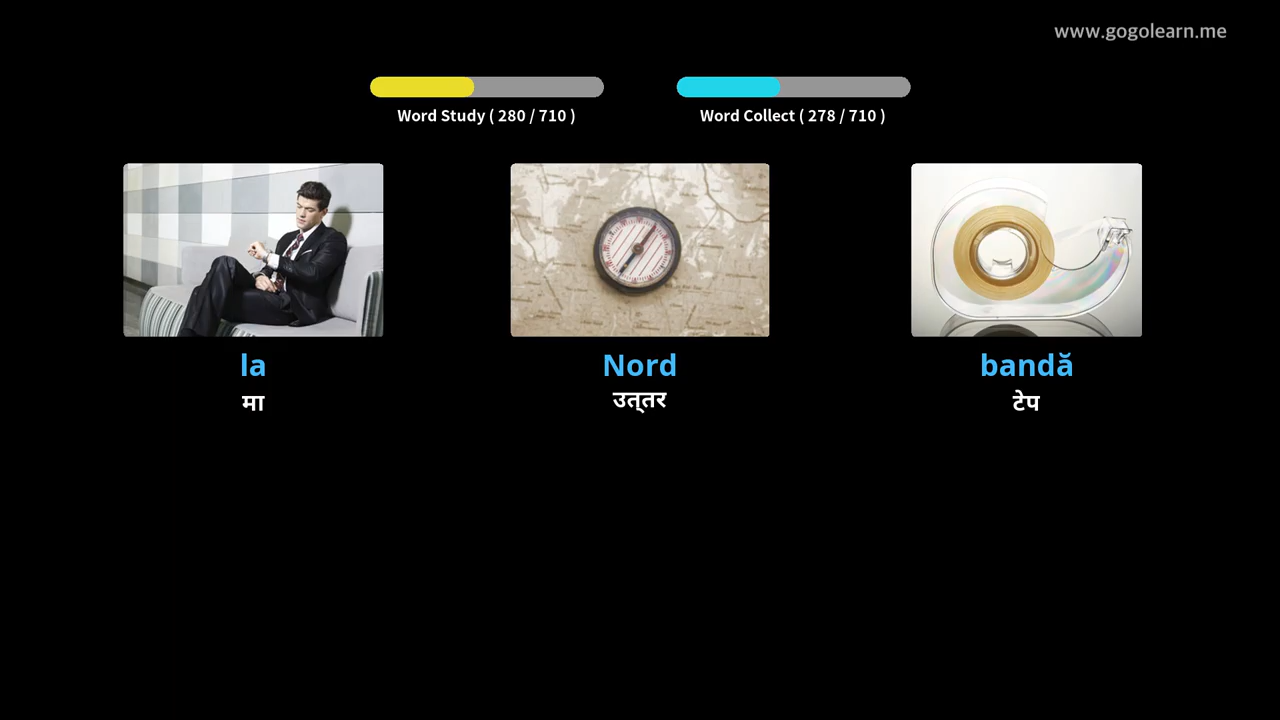 www.gogolearn.me
Word Study ( 280 / 710 )
Word Collect ( 278 / 710 )
la
Nord
bandă
मा
उत्‌तर
टेप